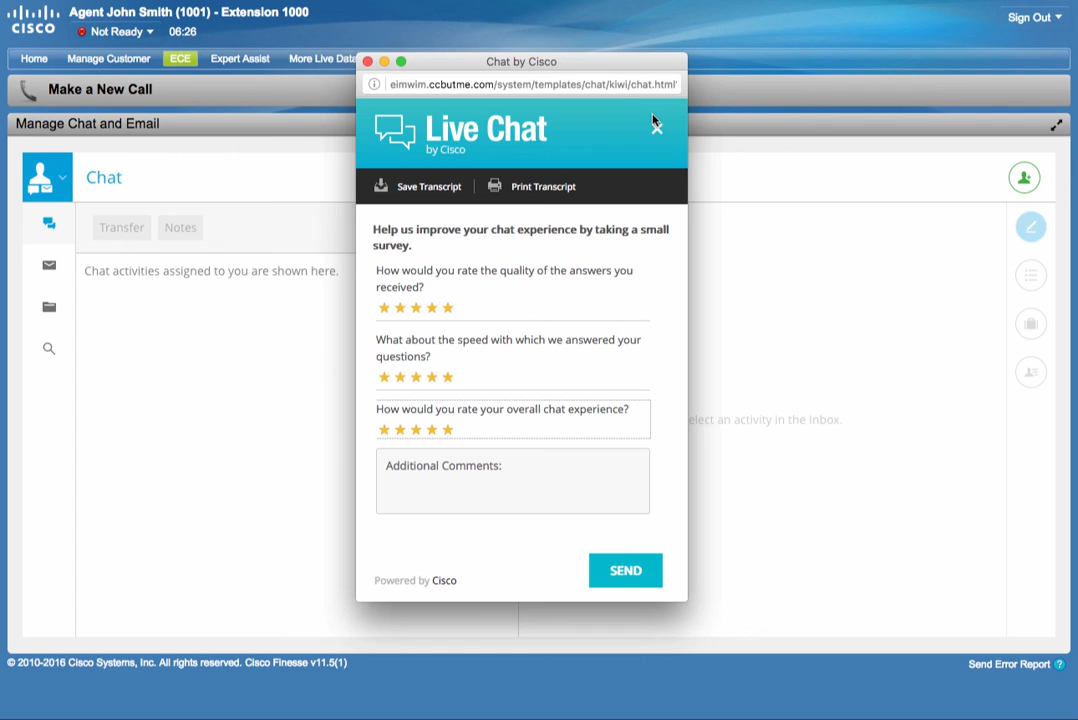 Agent John Smith (1001) - Extension 1000
Sign Out
CISCO
Not Ready
06:26
Home Manage Customer ECE Expert Assist More Live Data
Chat by Cisco
eimwim.ccbutme.com/system/templates/chat/kiwi/chat.html
Make a New Call
Manage Chat and Email
Live Chat
by Cisco
Chat
Save Transcript
Print Transcript
Transfer
Notes
Chat activities assigned to you are shown here.
Help us improve your chat experience by taking a small
survey.
How would you rate the quality of the answers you
received?
What about the speed with which we answered your
questions?
How would you rate your overall chat experience?
elect an activity in the Inbox.
Additional Comments:
SEND
Powered by Cisco
© 2010-2016 Cisco Systems, Inc. All rights reserved. Cisco Finesse v11.5(1)
Send Error Report ?